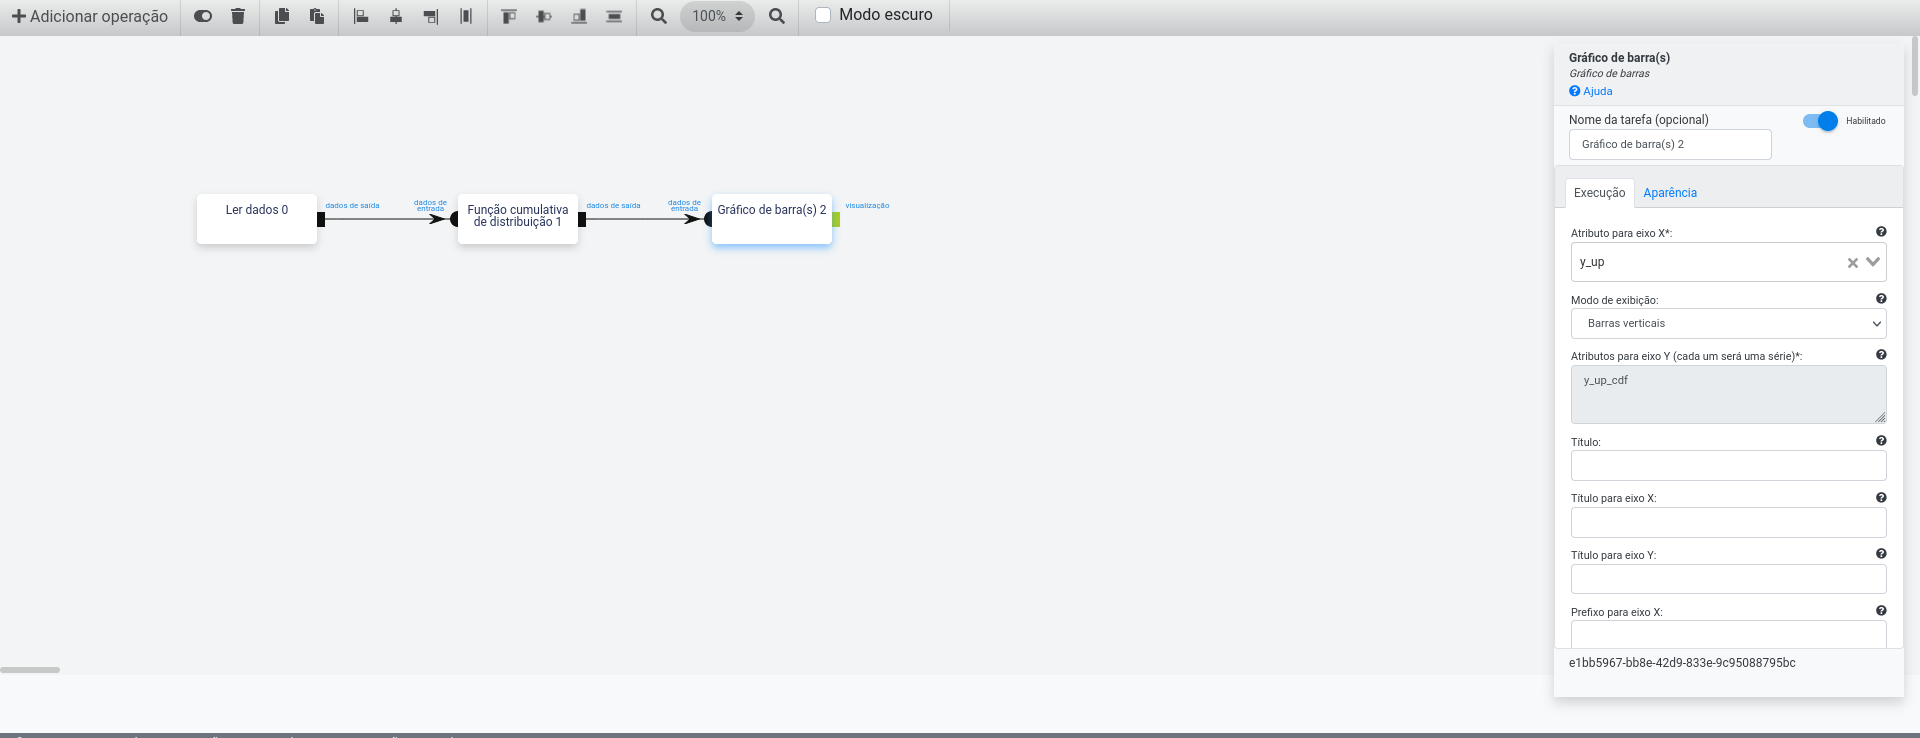 Adicionar operação
100%
Modo escuro
Gráfico de barra(s)
Gráfico de barras
Ajuda
Nome da tarefa (opcional)
Habilitado
Gráfico de barra(s) 2
Execução
Aparência
Atributo para eixo X*:
y_up
Modo de exibição:
Barras verticais
Atributos para eixo Y (cada um será uma série)*:
y_up_cdf
Título:
Título para eixo X:
Título para eixo Y:
Prefixo para eixo X:
e1bb5967-bb8e-42d9-833e-9c95088795bc
Ler dados 0
dados de saída
dados de
entrada
Função cumulativa
de distribuição 1
dados de saída
dados de
entrada
Gráfico de barra(s) 2
visualização